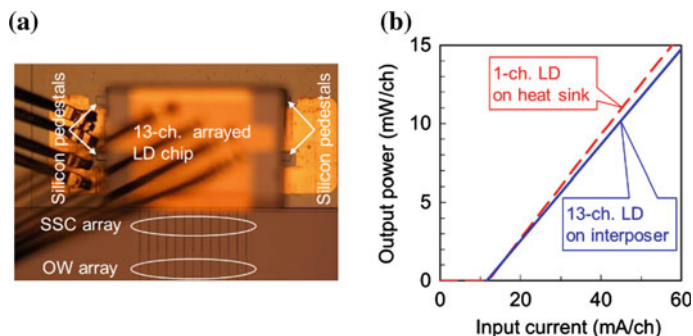 (a)
Silicon pedestals
13-ch. arrayed
LD chip
Silicon pedestals
SSC array
OW array
(b)
Output power (mW/ch)
15
10
5
0
1-ch. LD
on heat sink
13-ch. LD
on interposer
0
20
40
60
Input current (mA/ch)